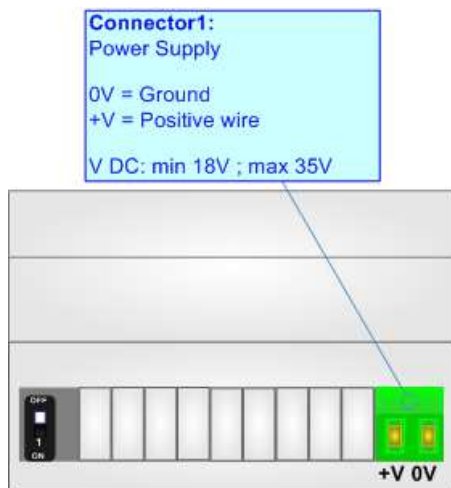 Connector1:
Power Supply
0V = Ground
+V = Positive wire
V DC: min 18V ; max 35V
OFF
1
ON
+V 0V